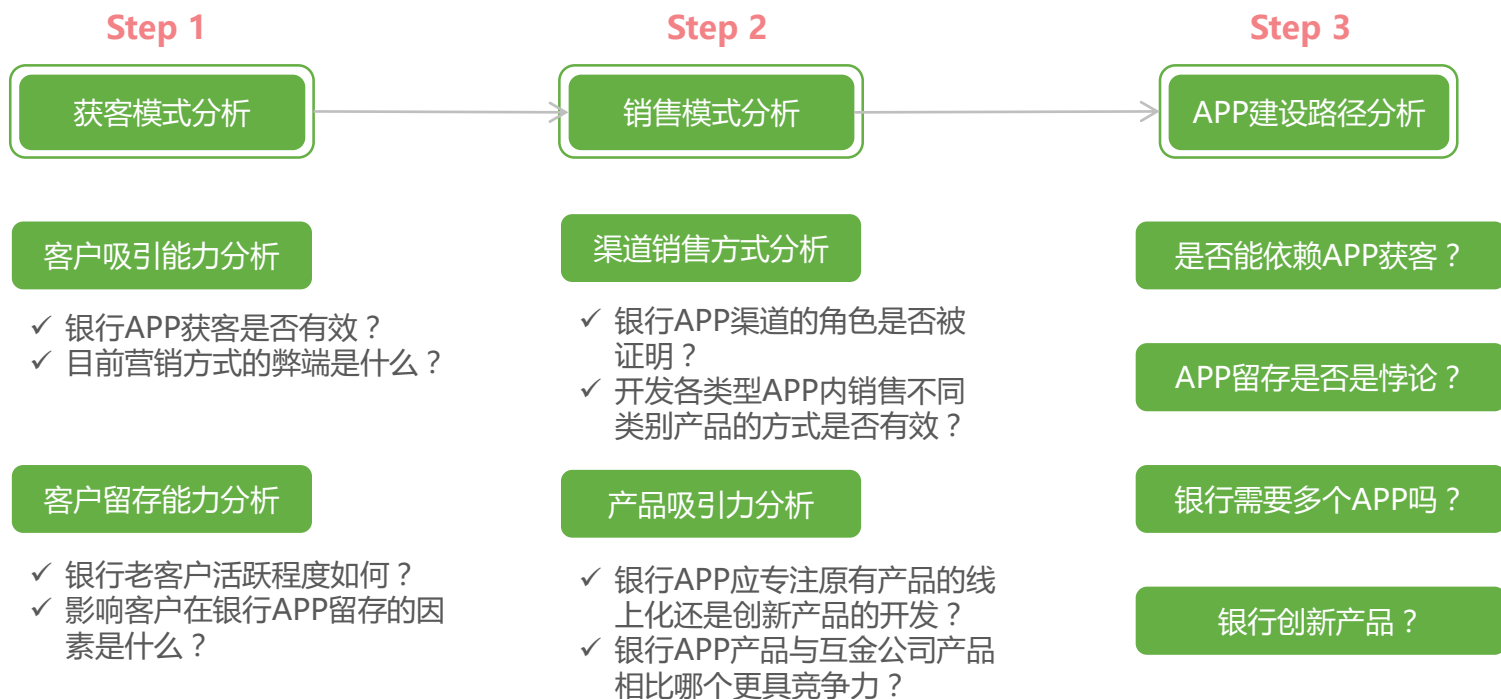 Step 1
Step 2
Step 3
获客模式分析
销售模式分析
APP建设路径分析
客户吸引能力分析
✓ 银行APP获客是否有效？
✓ 目前营销方式的弊端是什么？
客户留存能力分析
✓ 银行老客户活跃程度如何？
✓ 影响客户在银行APP留存的因
素是什么？
渠道销售方式分析
✓ 银行APP渠道的角色是否被
证明？
✓ 开发各类型APP内销售不同
类别产品的方式是否有效？
产品吸引力分析
✓ 银行APP应专注原有产品的线
上化还是创新产品的开发？
✓ 银行APP产品与互金公司产品
相比哪个更具竞争力？
是否能依赖APP获客？
APP留存是否是悖论？
银行需要多个APP吗？
银行创新产品？